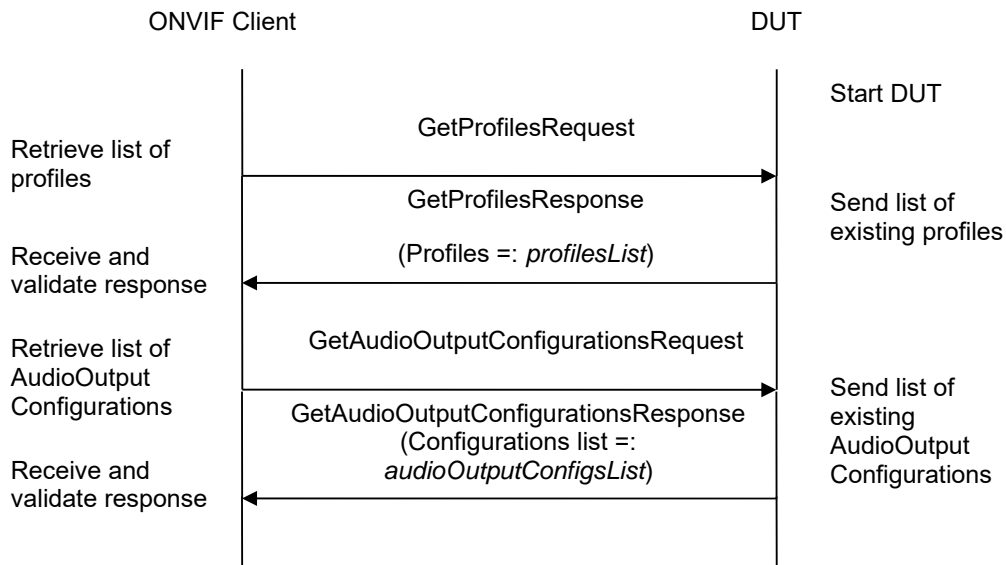 ONVIF Client
DUT
Start DUT
GetProfilesRequest
Retrieve list of
profiles
GetProfilesResponse
Send list of
existing profiles
(Profiles =: profilesList)
Receive and
validate response
GetAudioOutputConfigurationsRequest
Retrieve list of
AudioOutput
Configurations
Send list of
existing
AudioOutput
Configurations
GetAudioOutputConfigurationsResponse
(Configurations list =:
audioOutputConfigsList)
Receive and
validate response